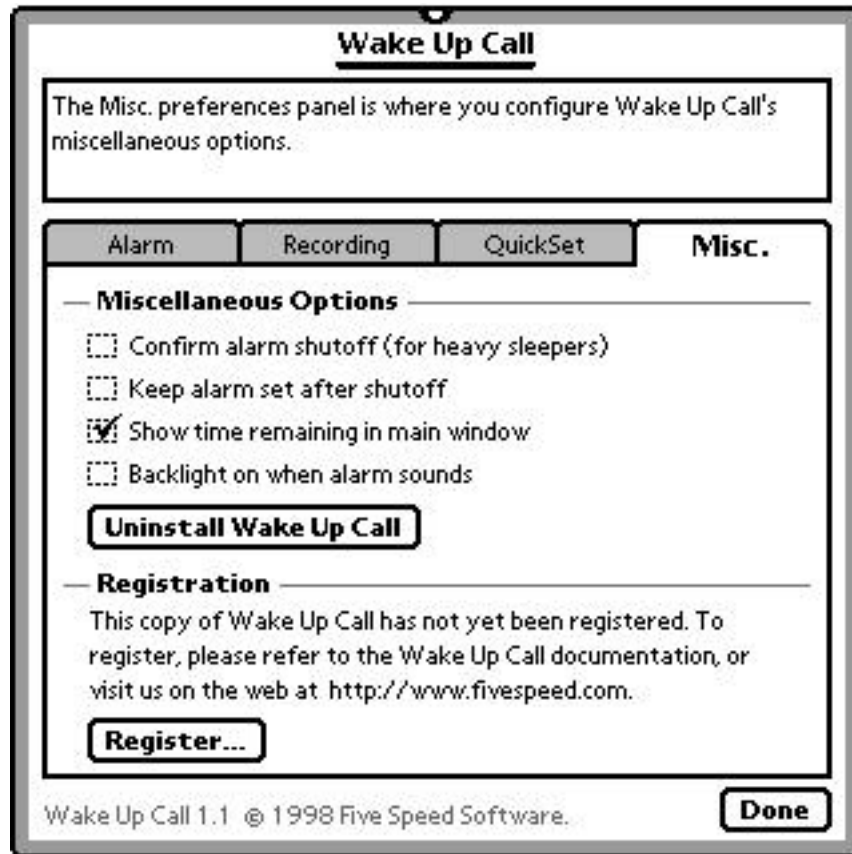 Wake Up Call
The Misc. preferences panel is where you configure Wake Up Call's
miscellaneous options.
Alarm Recording QuickSet Misc.
Miscellaneous Options
Confirm alarm shutoff (for heavy sleepers)
Keep alarm set after shutoff
Show time remaining in main window
Backlight on when alarm sounds
Uninstall Wake Up Call
Registration
This copy of Wake Up Call has not yet been registered. To
register, please refer to the Wake Up Call documentation, or
visit us on the web at http://www.fivespeed.com.
Register...
Wake Up Call 1.1 © 1998 Five Speed Software. Done